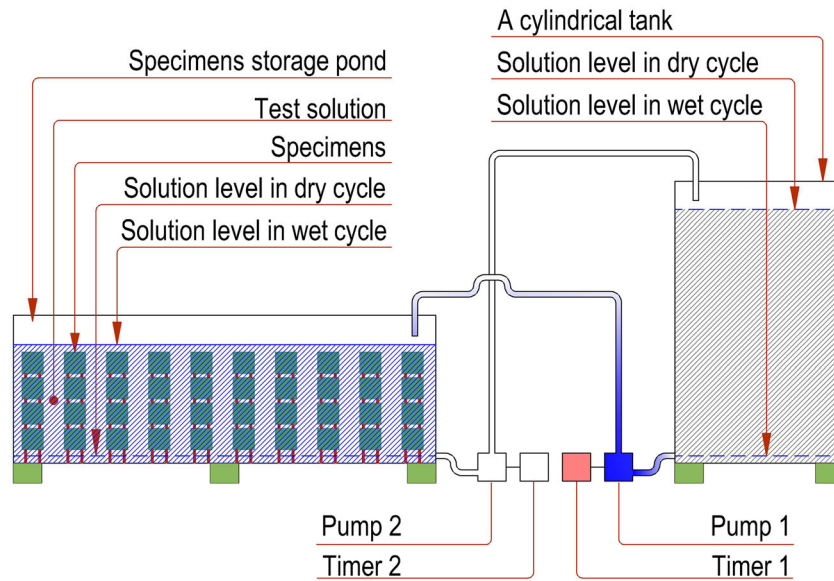 A cylindrical tank
Solution level in dry cycle
Solution level in wet cycle
Specimens storage pond
Test solution
Specimens
Solution level in dry cycle
Solution level in wet cycle
Pump 2
Timer 2
Pump 1
Timer 1